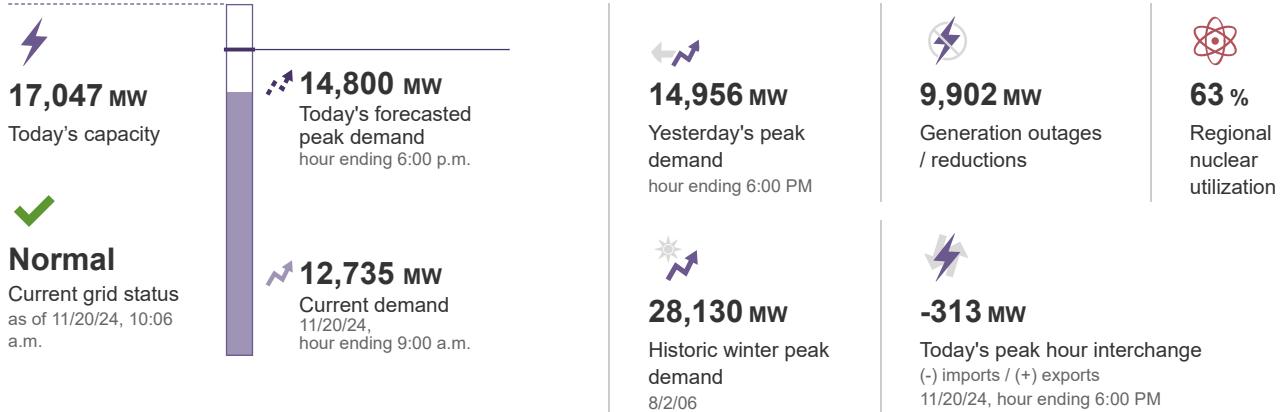 17,047 MW
Today's capacity
Normal
Current grid status
as of 11/20/24, 10:06
a.m.
14,800 MW
Today's forecasted
peak demand
hour ending 6:00 p.m.
12,735 MW
Current demand
11/20/24,
hour ending 9:00 a.m.
14,956 MW
Yesterday's peak
demand
hour ending 6:00 PM
9,902 MW
Generation outages
/ reductions
63 %
Regional
nuclear
utilization
28,130 MW
Historic winter peak
demand
8/2/06
-313 MW
Today's peak hour interchange
(-) imports / (+) exports
11/20/24, hour ending 6:00 PM